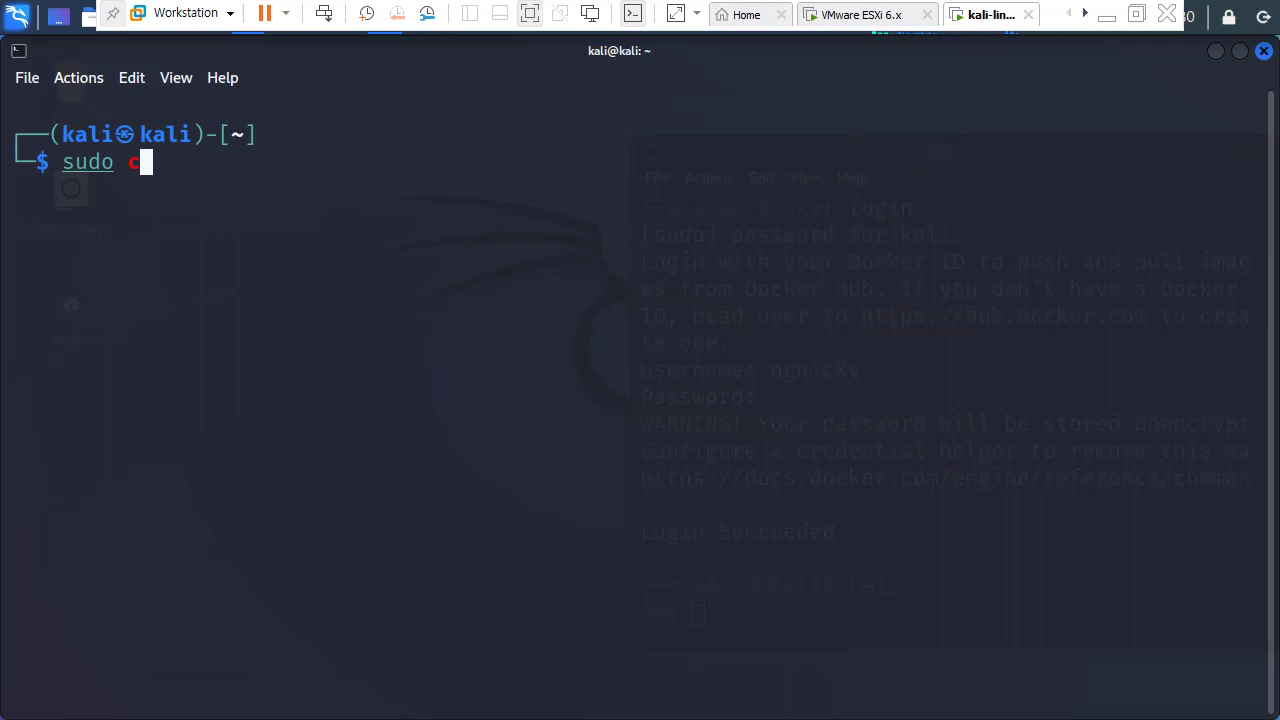 Workstation
Home
VMware ESXi 6.x
kali-lin...
30
kali@kali: ~
File Actions Edit View Help
┌──(kali㉿kali)-[~]
└─$ sudo c
File Actions Edit View Help
sudo docker login
[sudo] password for kali:
Login with your Docker ID to push and pull imag
es from Docker Hub. If you don't have a Docker
ID, head over to https://hub.docker.com to crea
te one.
Username: ngnicky
Password:
WARNING! Your password will be stored unencrypt
Configure a credential helper to remove this wa
https://docs.docker.com/engine/reference/comman
Login Succeeded